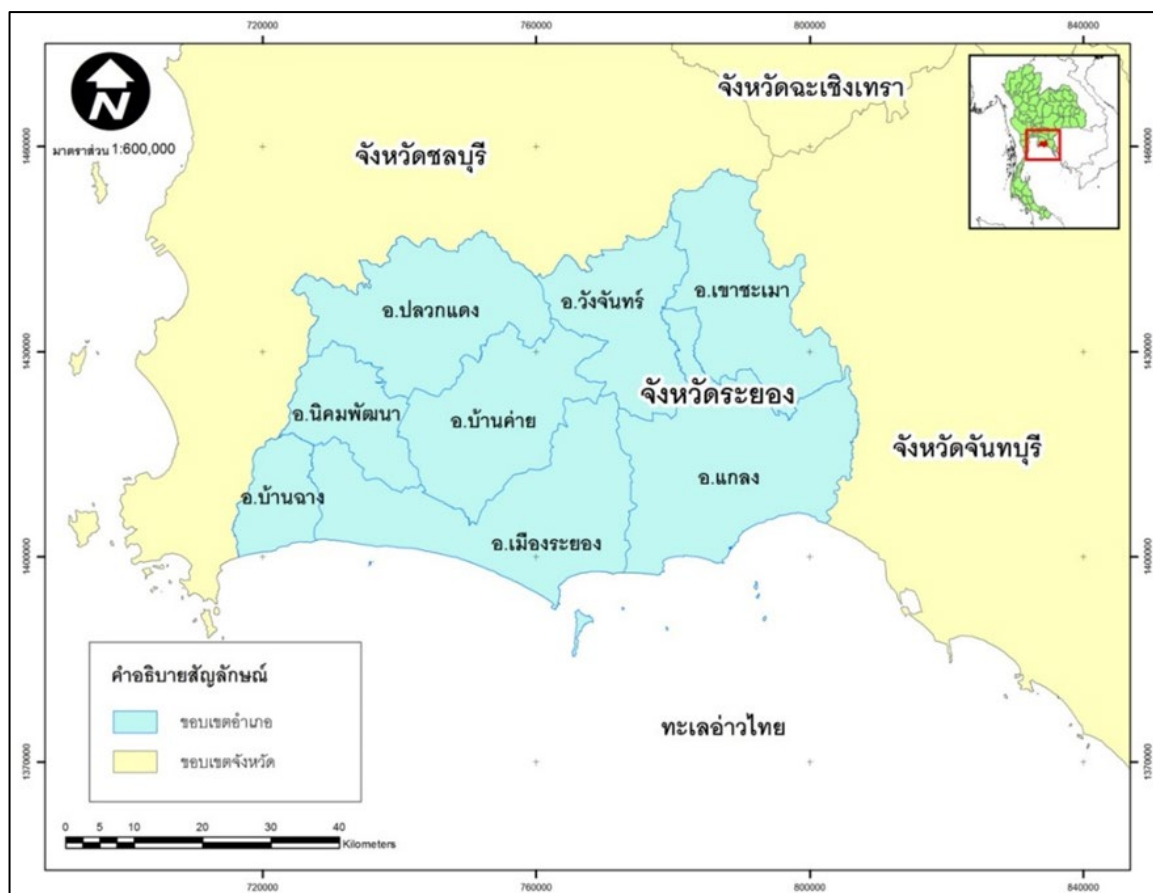 720000 760000 800000 840000
N
มาตราส่วน 1:600,000
จังหวัดฉะเชิงเทรา
จังหวัดชลบุรี
1460000 1460000
อ.เขาชะเมา
อ.วังจันทร์
อ.ปลวกแดง
1430000 1430000
จังหวัดระยอง
อ.นิคมพัฒนา
อ.บ้านค่าย
จังหวัดจันทบุรี
อ.แกลง
อ.บ้านฉาง
อ.เมืองระยอง
1400000 1400000
คำอธิบายสัญลักษณ์
ขอบเขตอำเภอ
ขอบเขตจังหวัด
ทะเลอ่าวไทย
1370000 1370000
0 5 10 20 30 40
Kilometers
720000 760000 800000 840000